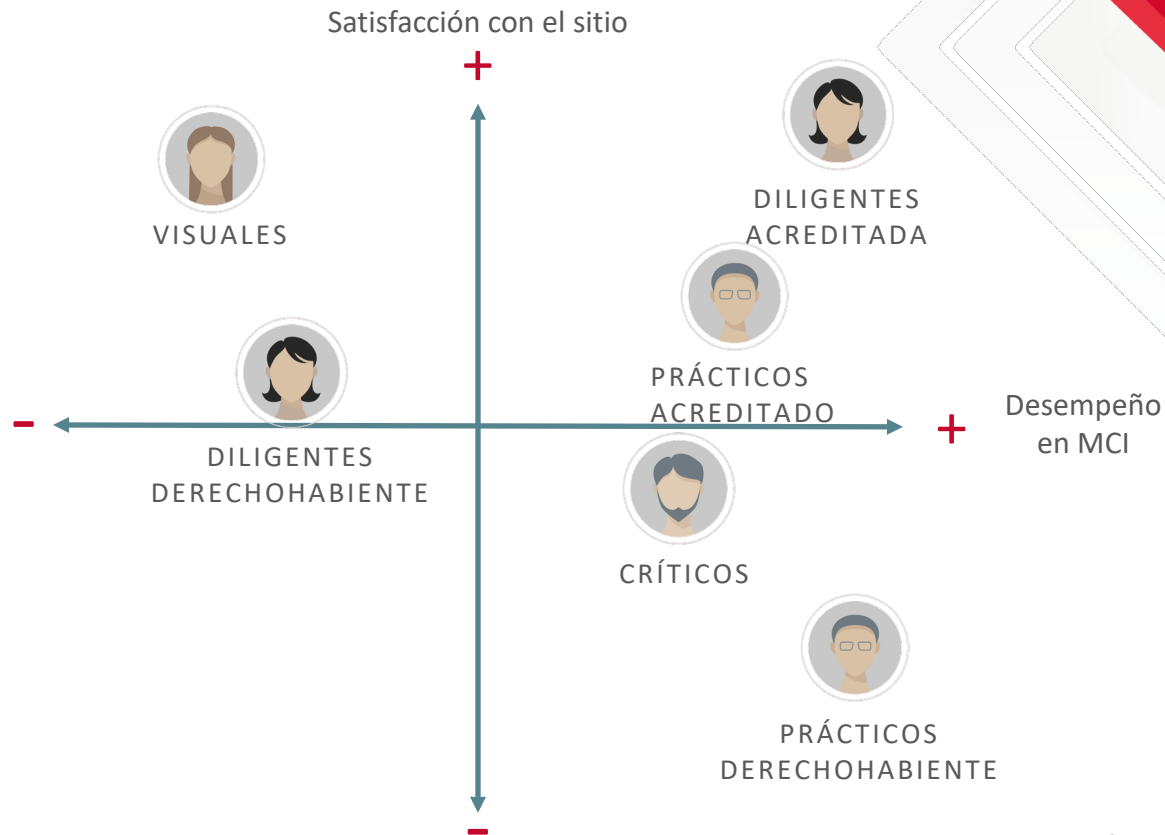 Satisfacción con el sitio
+
VISUALES
DILIGENTES
ACREDITADA
PRÁCTICOS
ACREDITADO
-
+
Desempeño
en MCI
DILIGENTES
DERECHOHABIENTE
CRÍTICOS
PRÁCTICOS
DERECHOHABIENTE
-